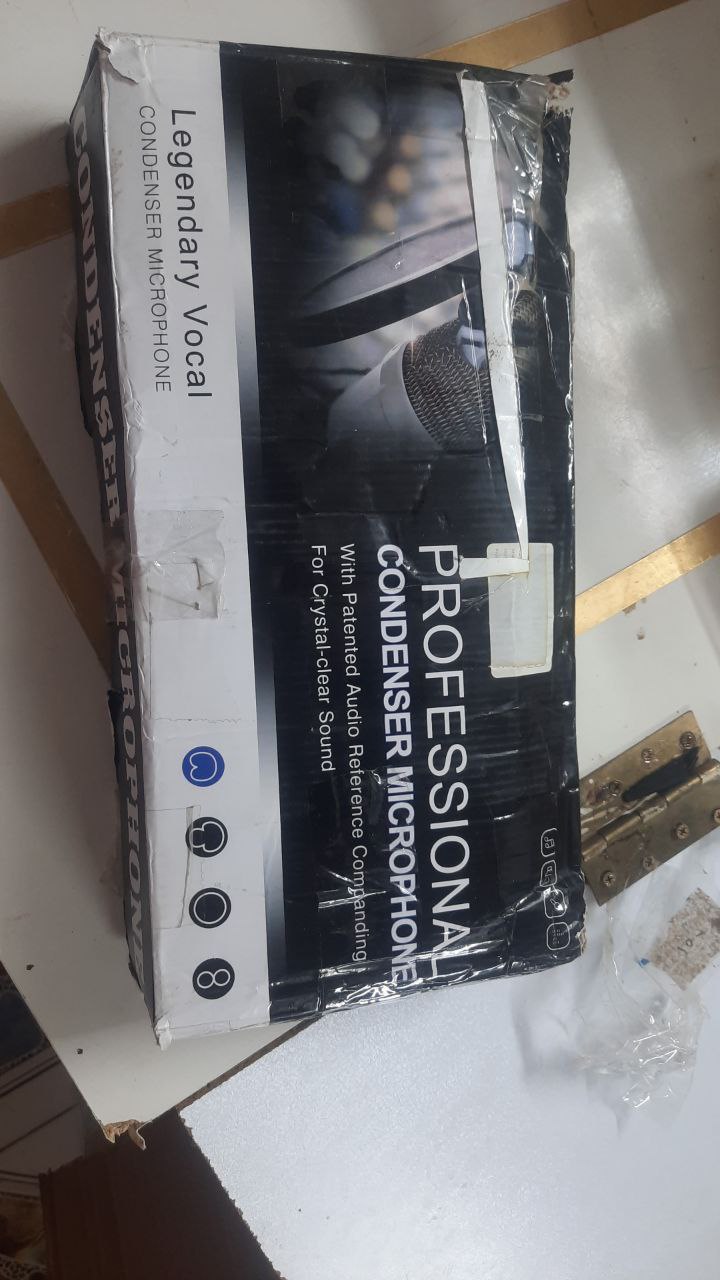 PROFESSIONAL
CONDENSER MICROPHONE
With Patented Audio Reference Companding
For Crystal-clear Sound
Legendary Vocal
CONDENSER MICROPHONE
CONDENSER MICROPHONE